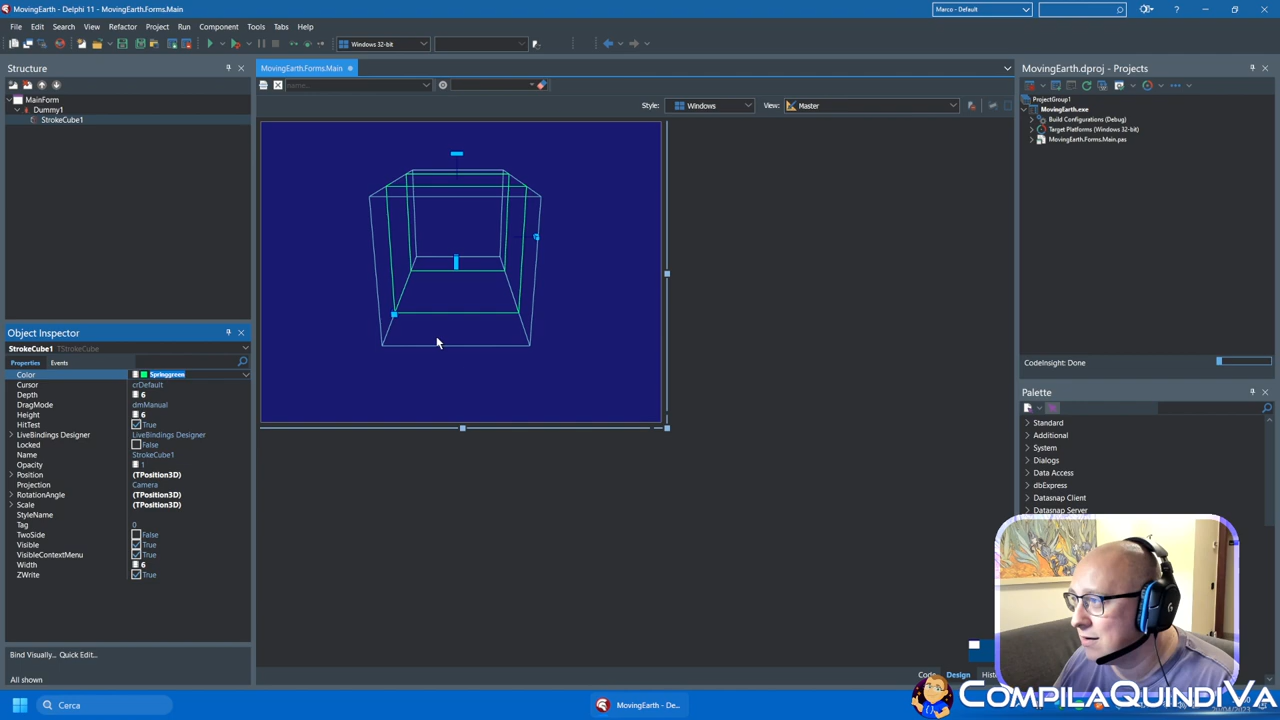 MovingEarth - Delphi 11 - MovingEarth.Forms.Main
Marco - Default
File Edit Search View Refactor Project Run Component Tools Tabs Help
Windows 32-bit
Structure
MovingEarth.Forms.Main
MovingEarth.dproj - Projects
name...
MainForm
Dummy1
StrokeCube1
Style: Windows View: Master
ProjectGroup1
MovingEarth.exe
Build Configurations (Debug)
Target Platforms (Windows 32-bit)
MovingEarth.Forms.Main.pas
Object Inspector
StrokeCube1 TStrokeCube
Properties Events
Color Springgreen
Cursor crDefault
Depth 6
DragMode dmManual
Height 6
HitTest True
LiveBindings Designer LiveBindings Designer
Locked False
Name StrokeCube1
Opacity 1
Position (TPosition3D)
Projection Camera
RotationAngle (TPosition3D)
Scale (TPosition3D)
StyleName
Tag 0
TwoSide False
Visible True
VisibleContextMenu True
Width 6
ZWrite True
Bind Visually... Quick Edit...
All shown
CodeInsight: Done
Palette
Standard
Additional
System
Dialogs
Data Access
dbExpress
Datasnap Client
Datasnap Server
Code Design
Cerca
MovingEarth - De...
COMPILAQUINDIVA